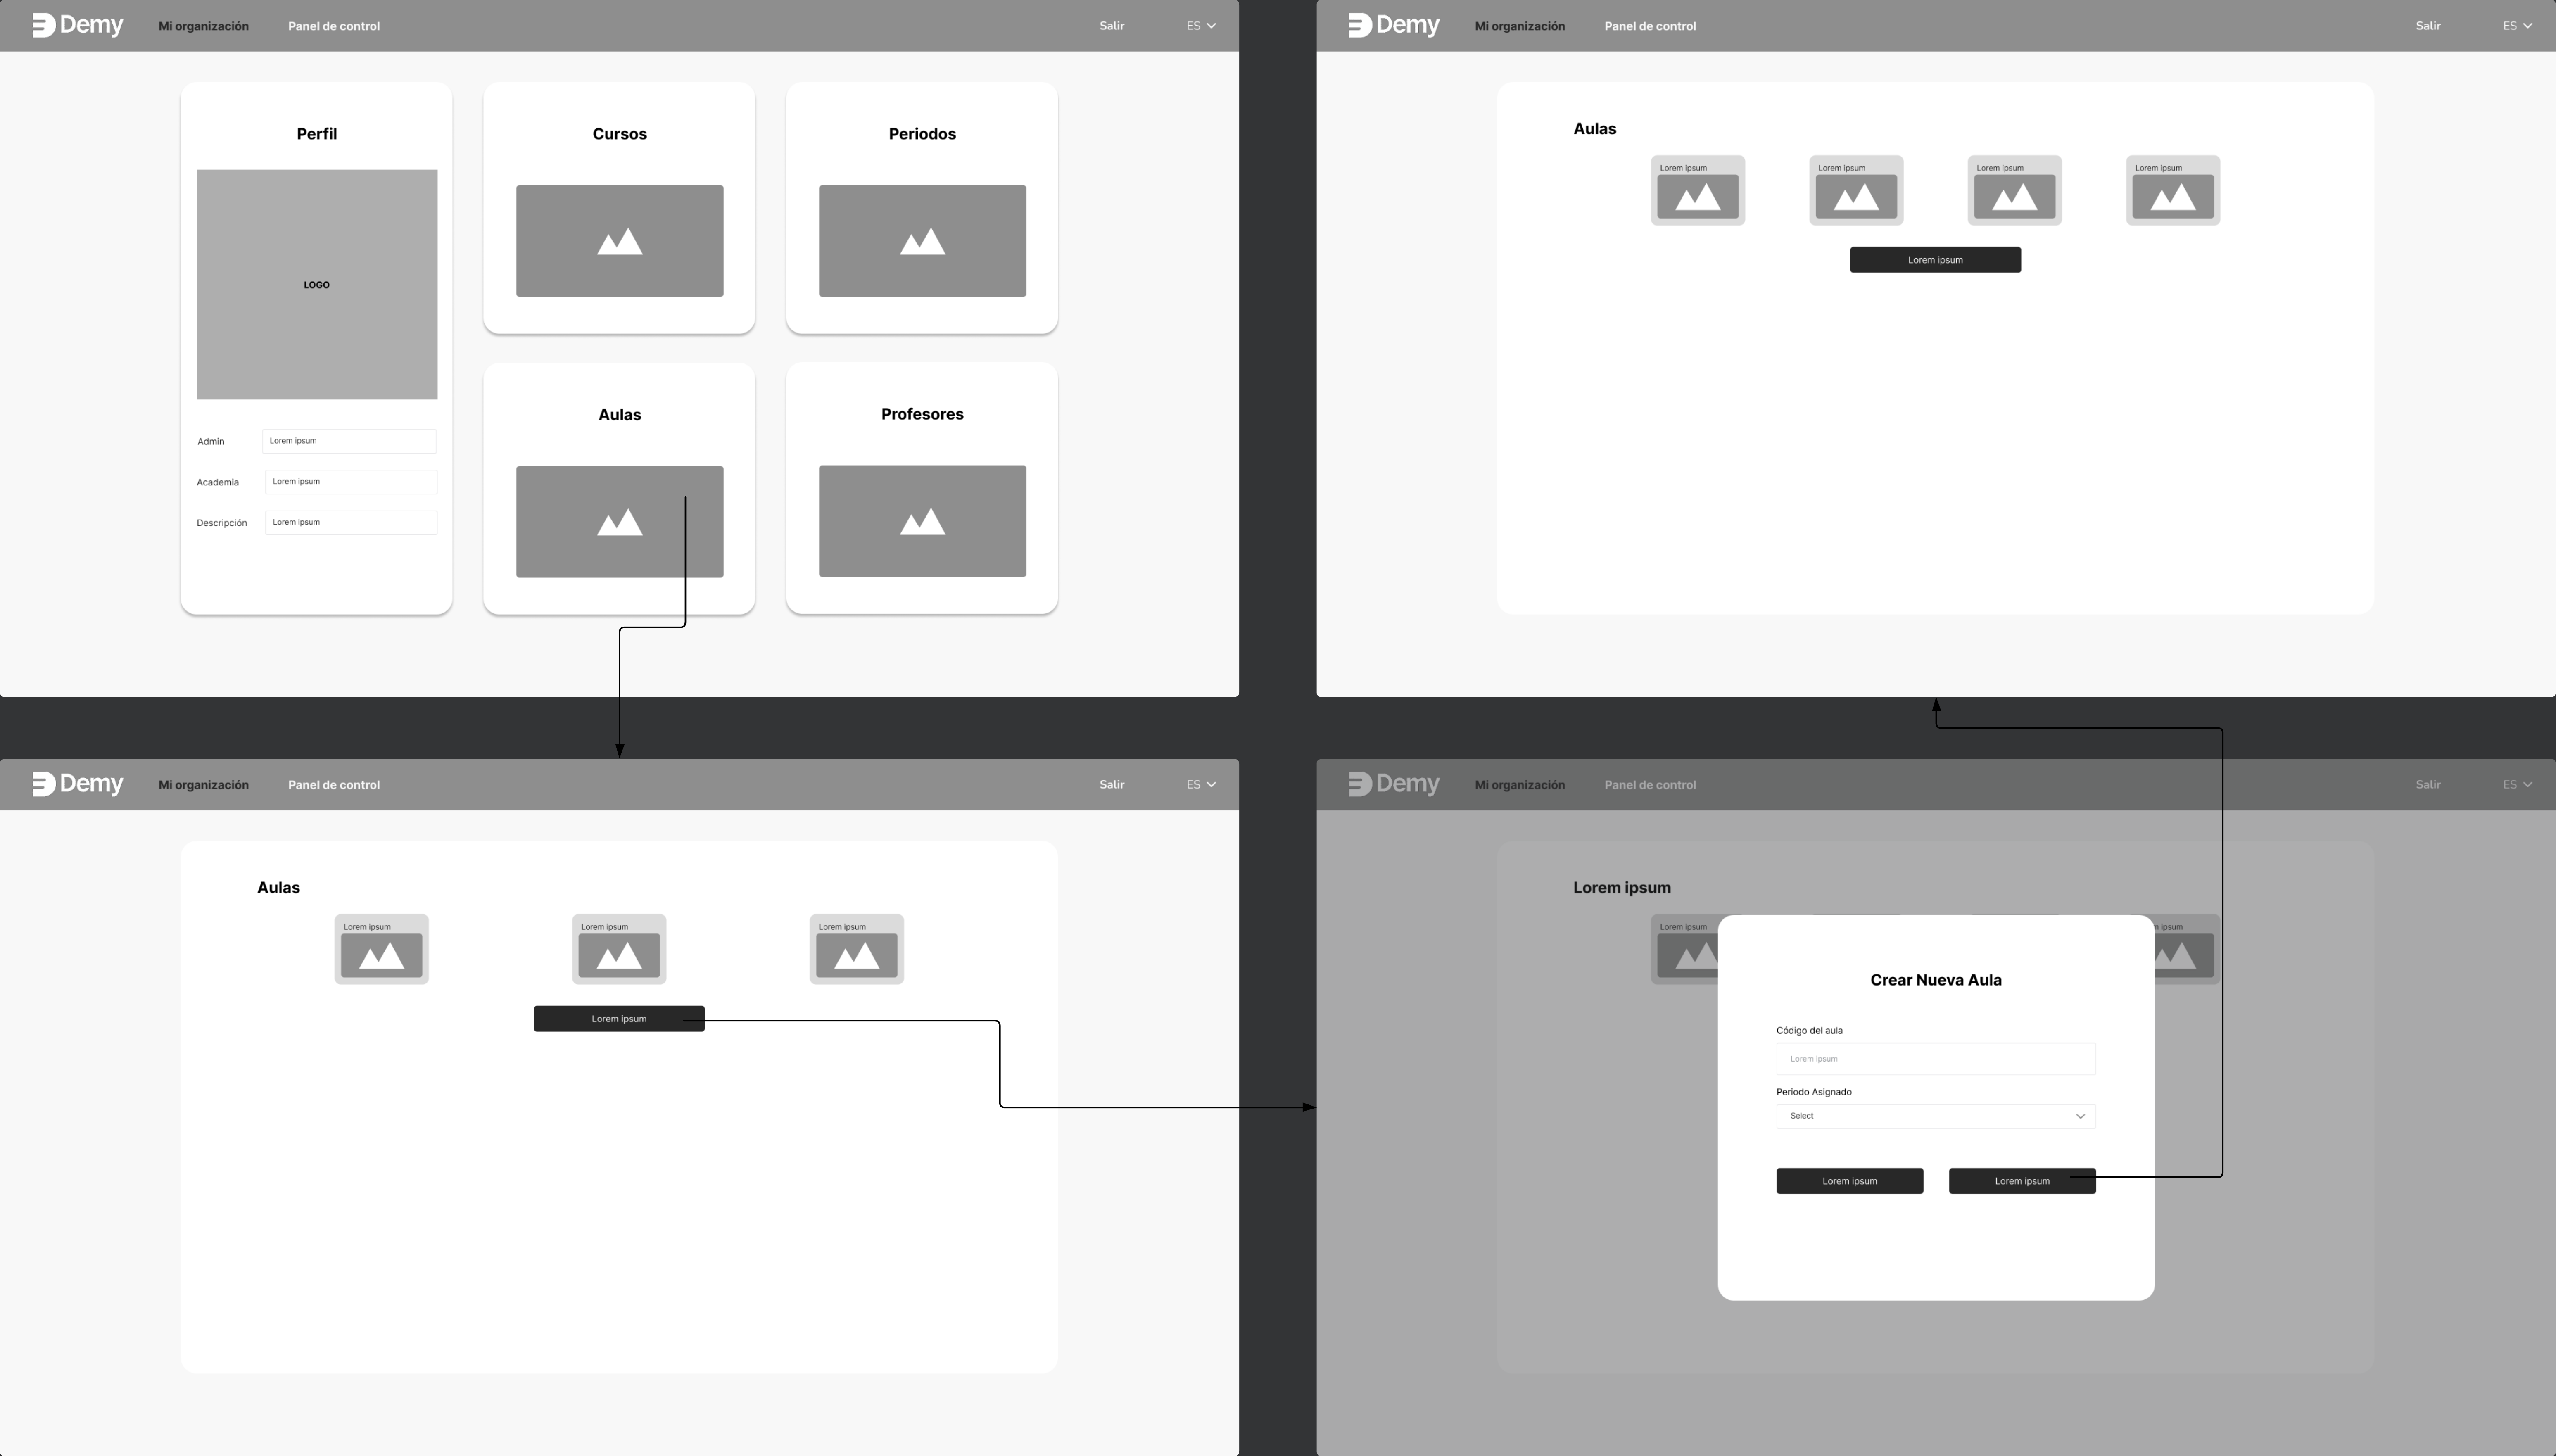 Demy Mi organización Panel de control Salir ES
Perfil
LOGO
Admin Lorem ipsum
Academia Lorem ipsum
Descripción Lorem ipsum
Cursos
Periodos
Aulas
Profesores
Demy Mi organización Panel de control Salir ES
Aulas
Lorem ipsum Lorem ipsum Lorem ipsum Lorem ipsum
Lorem ipsum
Demy Mi organización Panel de control Salir ES
Aulas
Lorem ipsum Lorem ipsum Lorem ipsum
Lorem ipsum
Demy Mi organización Panel de control Salir ES
Lorem ipsum
Lorem ipsum ipsum
Crear Nueva Aula
Código del aula
Lorem ipsum
Periodo Asignado
Select
Lorem ipsum Lorem ipsum